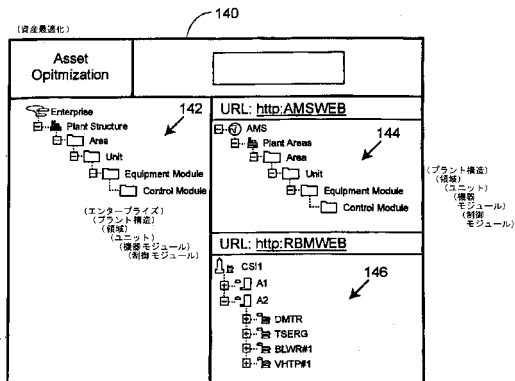 140
(資産最適化)
Asset
Opitmization
Enterprise
Plant Structure
Area
Unit
Equipment Module
Control Module
142
(エンタープライズ)
(プラント構造)
(領域)
(ユニット)
(機器モジュール)
(制御モジュール)
URL: http:AMSWEB
AMS
Plant Areas
Area
Unit
Equipment Module
Control Module
144
(プラント構造)
(領域)
(ユニット)
(機器
モジュール)
(制御
モジュール)
URL: http:RBMWEB
CSI1
A1
A2
DMTR
TSERG
BLWR#1
VHTP#1
146